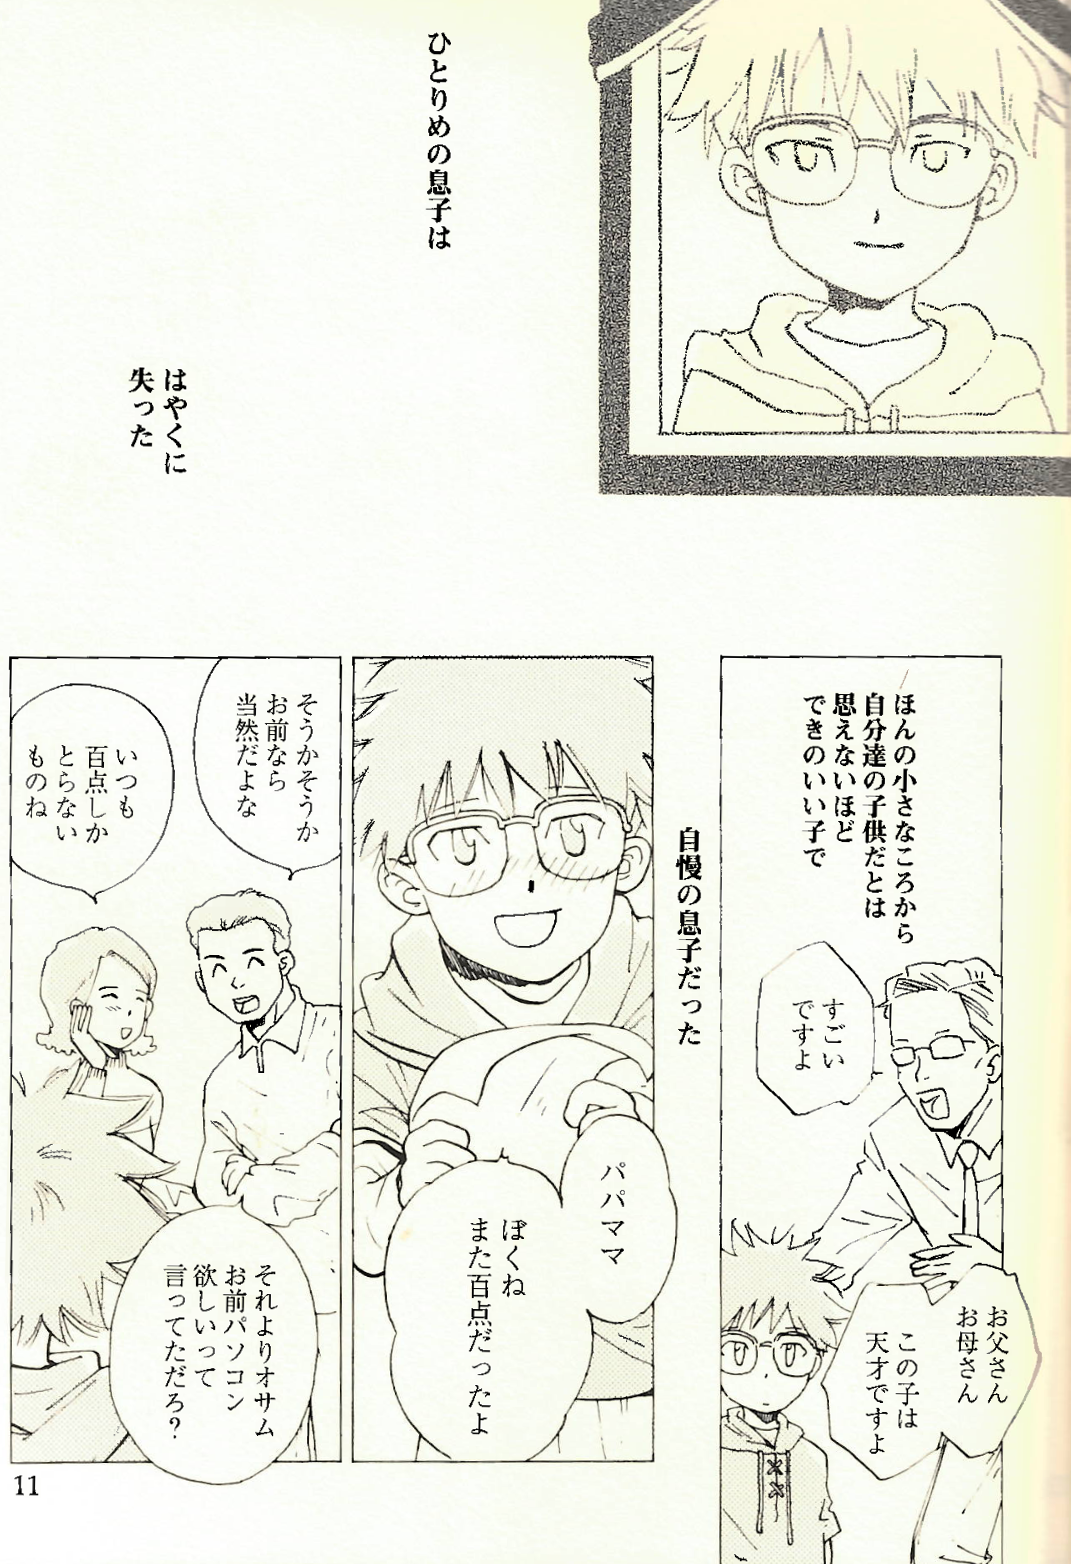 ひとりめの息子は
はやくに
失った
ほんの小さなころから
自分達の子供だとは
思えないほど
できのいい子で
すごい
ですよ
お父さん
お母さん
この子は
天才ですよ
自慢の息子だった
パパママ
ぼくね
また百点だったよ
そうかそうか
お前なら
当然だよな
いつも
百点しか
とらない
ものね
それよりオサム
お前パソコン
欲しいって
言ってただろ?
11